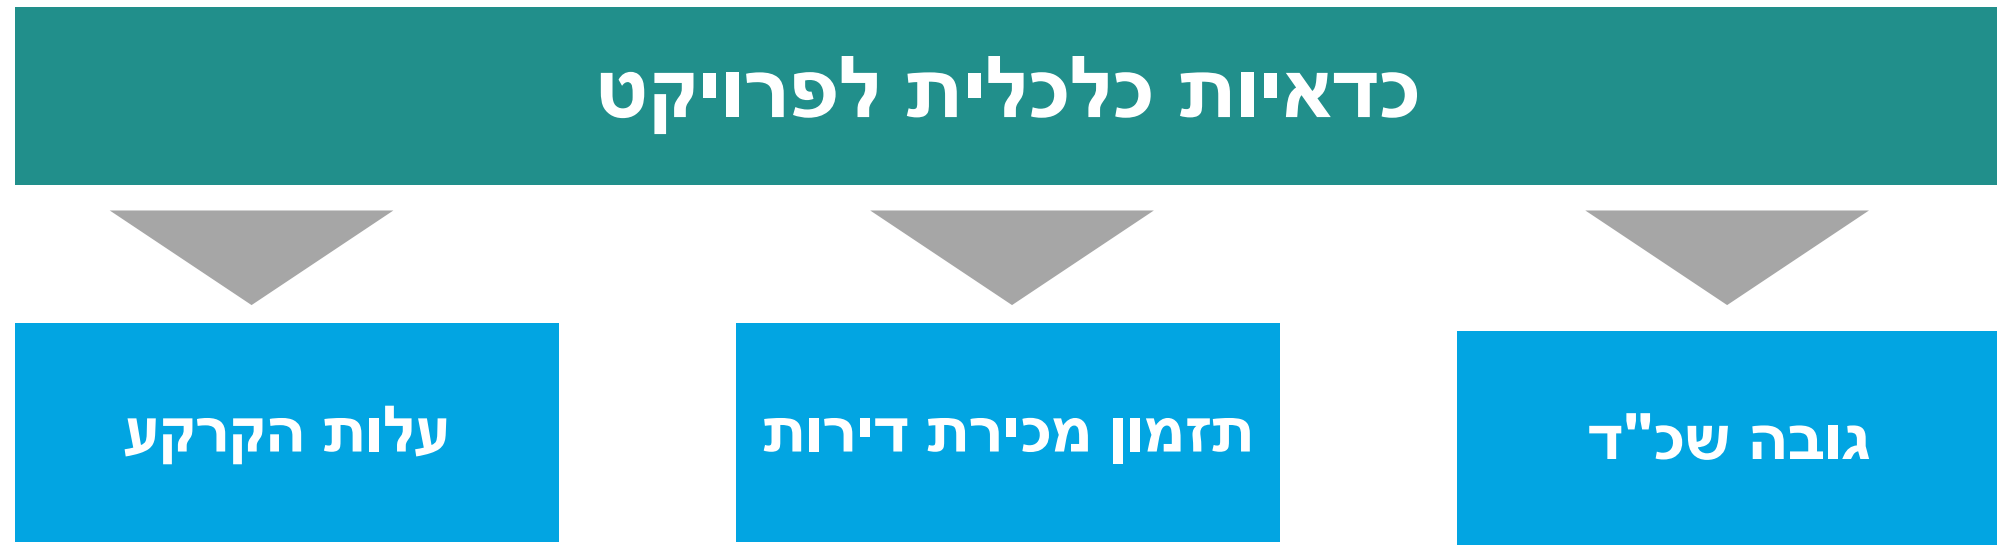 כדאיות כלכלית לפרויקט
גובה שכ"ד
תזמון מכירת דירות
עלות הקרקע